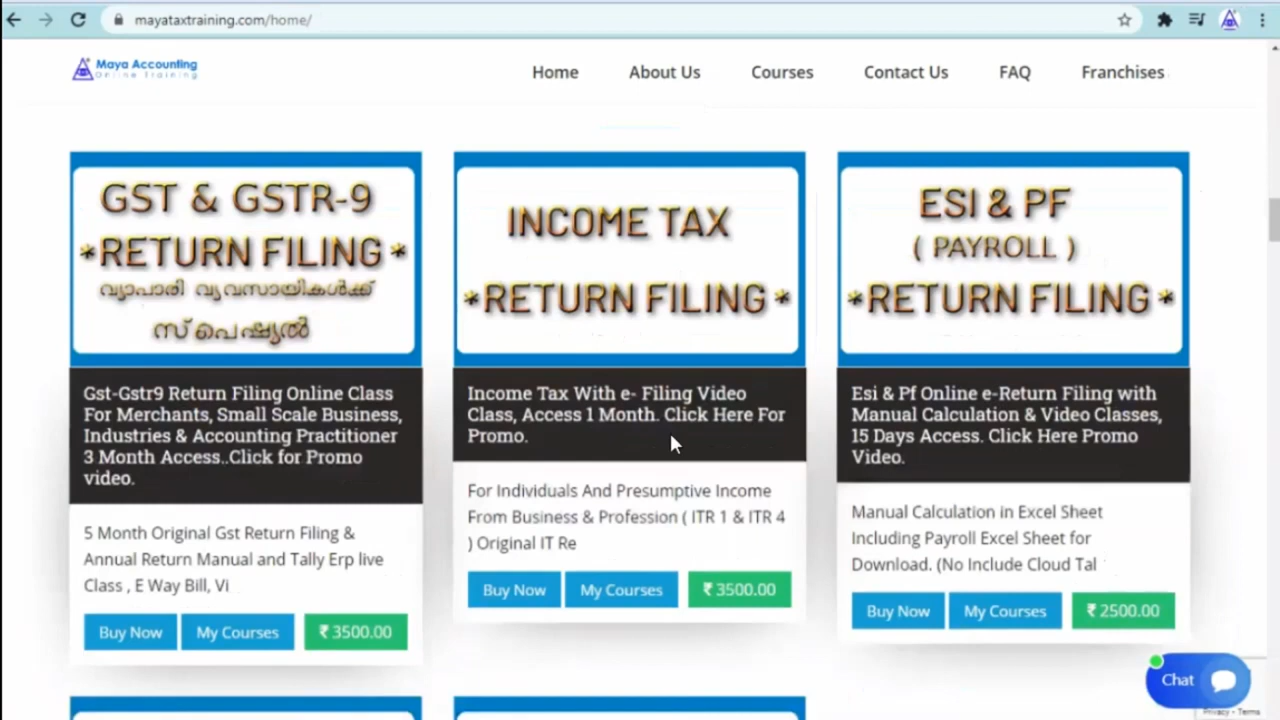 mayataxtraining.com/home/
Maya Accounting
Online Training
Home
About Us
Courses
Contact Us
FAQ
Franchises
GST & GSTR-9
*RETURN FILING*
വ്യാപാരി വ്യവസായികൾക്ക്
സ്പെഷ്യൽ
Gst-Gstr9 Return Filing Online Class
For Merchants, Small Scale Business,
Industries & Accounting Practitioner
3 Month Access..Click for Promo
video.
5 Month Original Gst Return Filing &
Annual Return Manual and Tally Erp live
Class , E Way Bill, Vi
Buy Now
My Courses
₹ 3500.00
INCOME TAX
*RETURN FILING*
Income Tax With e- Filing Video
Class, Access 1 Month. Click Here For
Promo.
For Individuals And Presumptive Income
From Business & Profession ( ITR 1 & ITR 4
) Original IT Re
Buy Now
My Courses
₹ 3500.00
ESI & PF
( PAYROLL )
*RETURN FILING*
Esi & Pf Online e-Return Filing with
Manual Calculation & Video Classes,
15 Days Access. Click Here Promo
Video.
Manual Calculation in Excel Sheet
Including Payroll Excel Sheet for
Download. (No Include Cloud Tal
Buy Now
My Courses
₹ 2500.00
Chat
Privacy - Terms